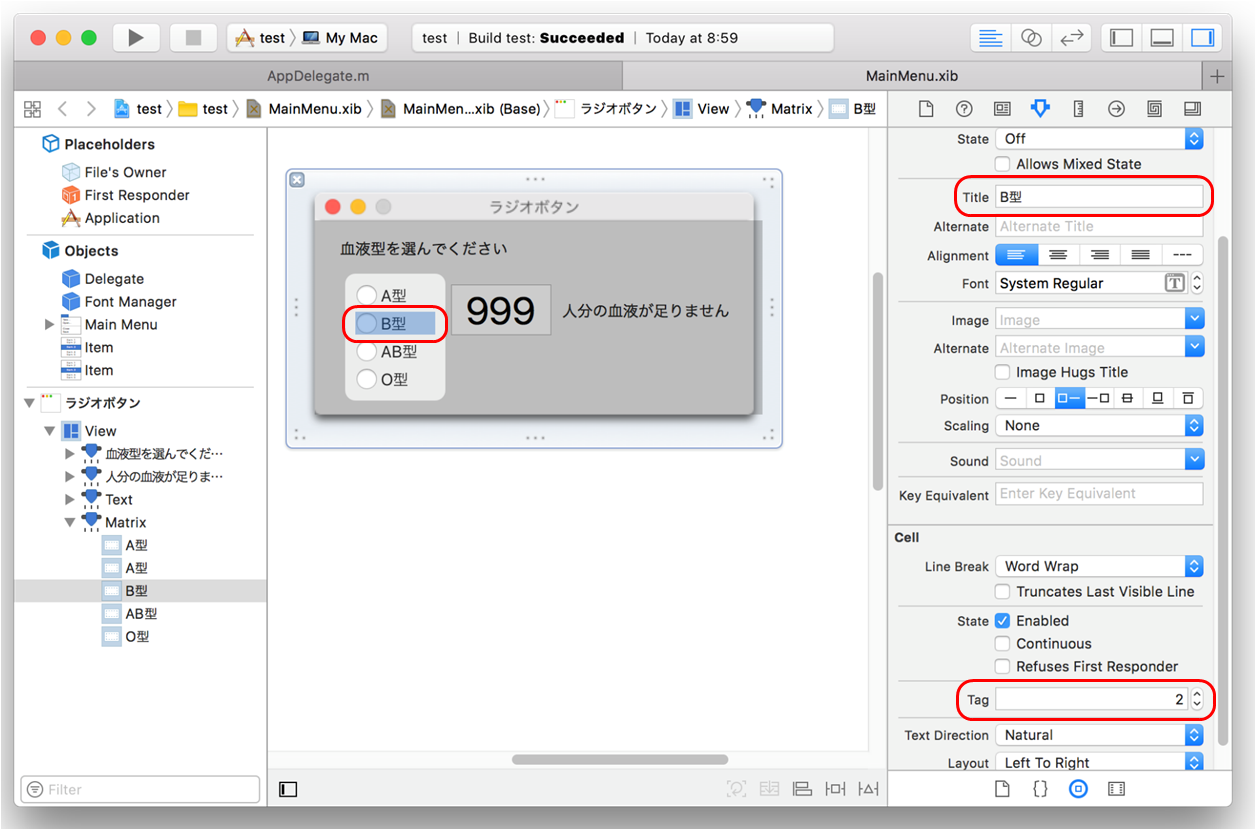 test My Mac
test | Build test: Succeeded | Today at 8:59
AppDelegate.m
MainMenu.xib
test test MainMenu.xib MainMen...xib (Base) ラジオボタン View Matrix B型
Placeholders
File's Owner
First Responder
Application
Objects
Delegate
Font Manager
Main Menu
Item
Item
ラジオボタン
View
血液型を選んでくだ…
人分の血液が足りませ…
Text
Matrix
A型
A型
B型
AB型
O型
Filter
ラジオボタン
血液型を選んでください
A型
B型
AB型
O型
999
人分の血液が足りません
State Off
Allows Mixed State
Title B型
Alternate Alternate Title
Alignment
Font System Regular
Image Image
Alternate Alternate Image
Image Hugs Title
Position
Scaling None
Sound Sound
Key Equivalent Enter Key Equivalent
Cell
Line Break Word Wrap
Truncates Last Visible Line
State Enabled
Continuous
Refuses First Responder
Tag 2
Text Direction Natural
Layout Left To Right